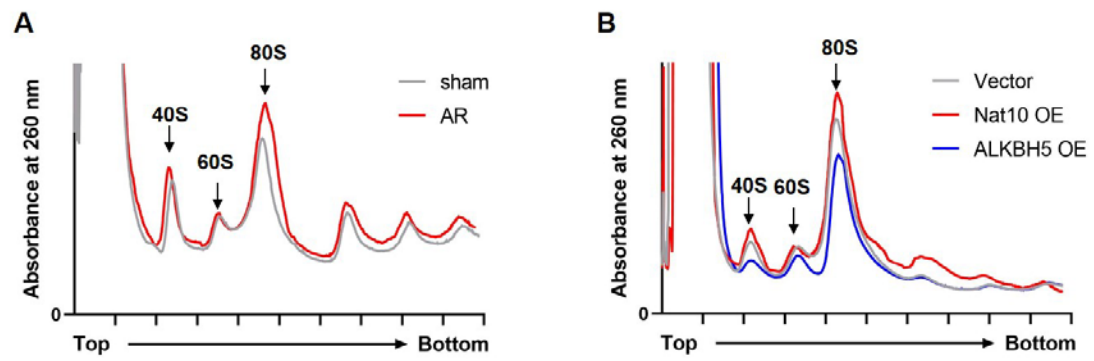 A
Absorbance at 260 nm
0
40S
60S
80S
sham
AR
Top
Bottom
B
Absorbance at 260 nm
0
40S
60S
80S
Vector
Nat10 OE
ALKBH5 OE
Top
Bottom